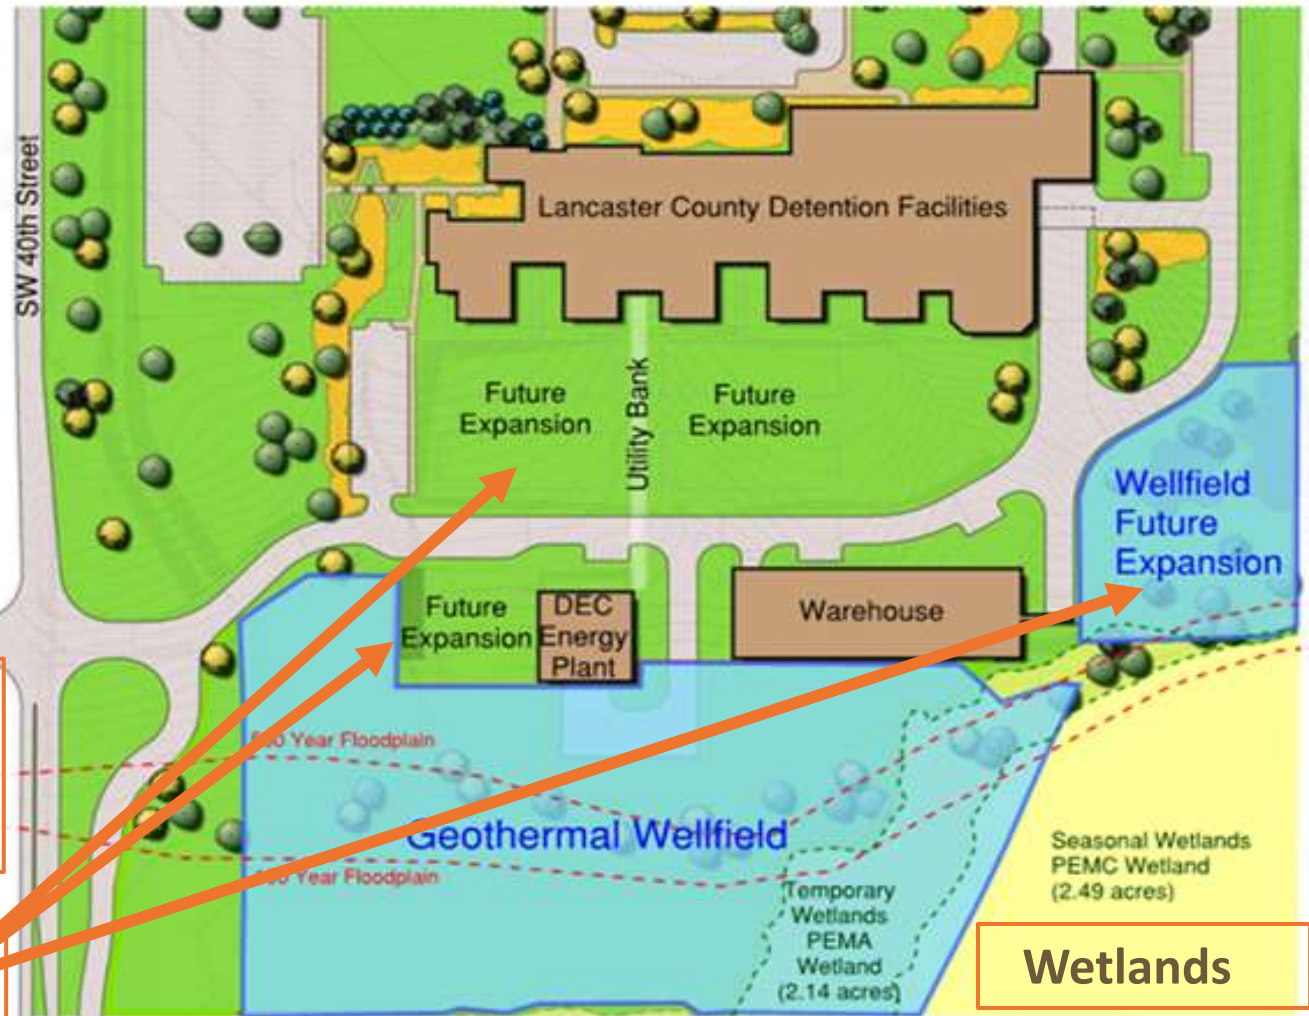 SW 40th Street
Lancaster County Detention Facilities
Future
Expansion
Utility Bank
Future
Expansion
Wellfield
Future
Expansion
Future
Expansion
DEC
Energy
Plant
Warehouse
Year Floodplain
Geothermal Wellfield
Year Floodplain
Temporary
Wetlands
PEMA
Wetland
(2.14 acres)
Seasonal Wetlands
PEMC Wetland
(2.49 acres)
Wetlands